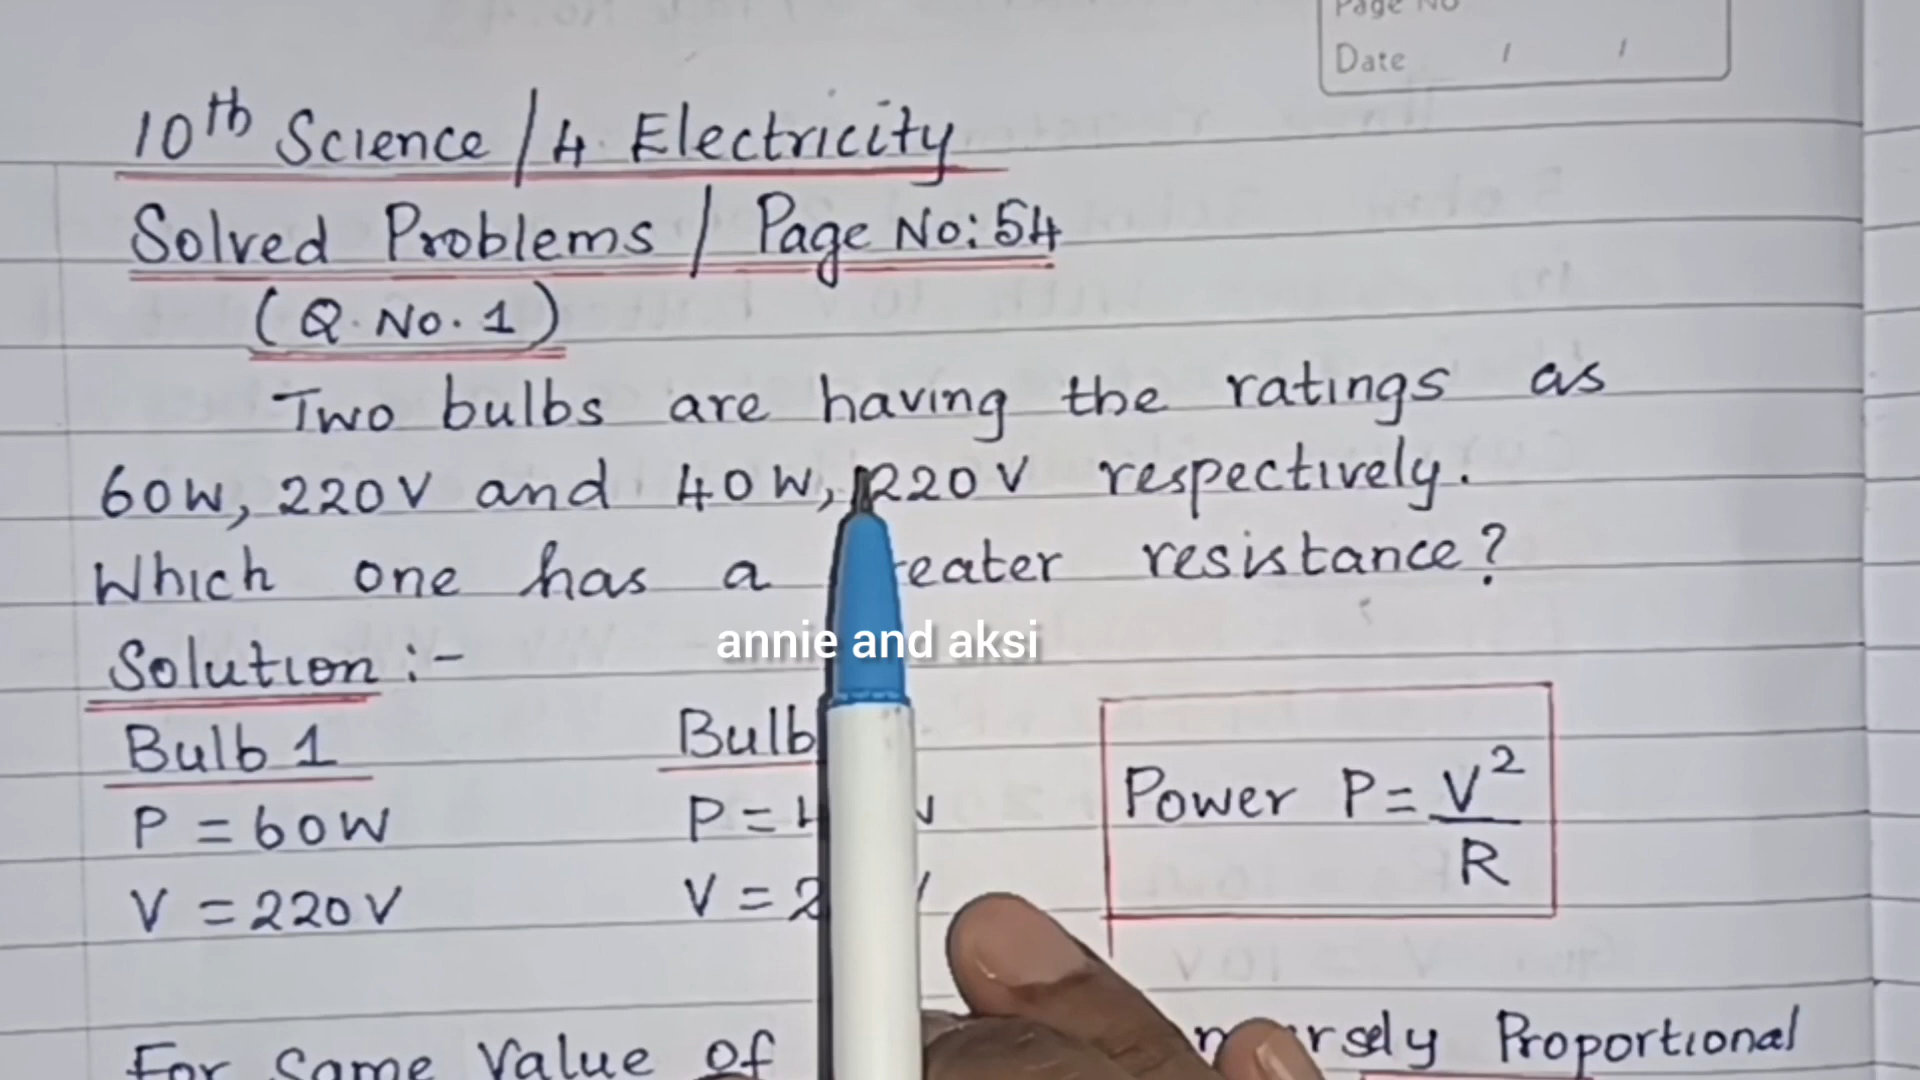 Page No
Date / /
10th Science / 4 Electricity
Solved Problems / Page No: 54
(Q. No. 1)
Two bulbs are having the ratings as
60W, 220V and 40W, 220V respectively.
Which one has a eater resistance?
annie and aksi
Solution :-
Bulb 1 Bulb
P = 60W P =
V = 220V V = 2
Power P = V²
R
For Same Value of Proportional